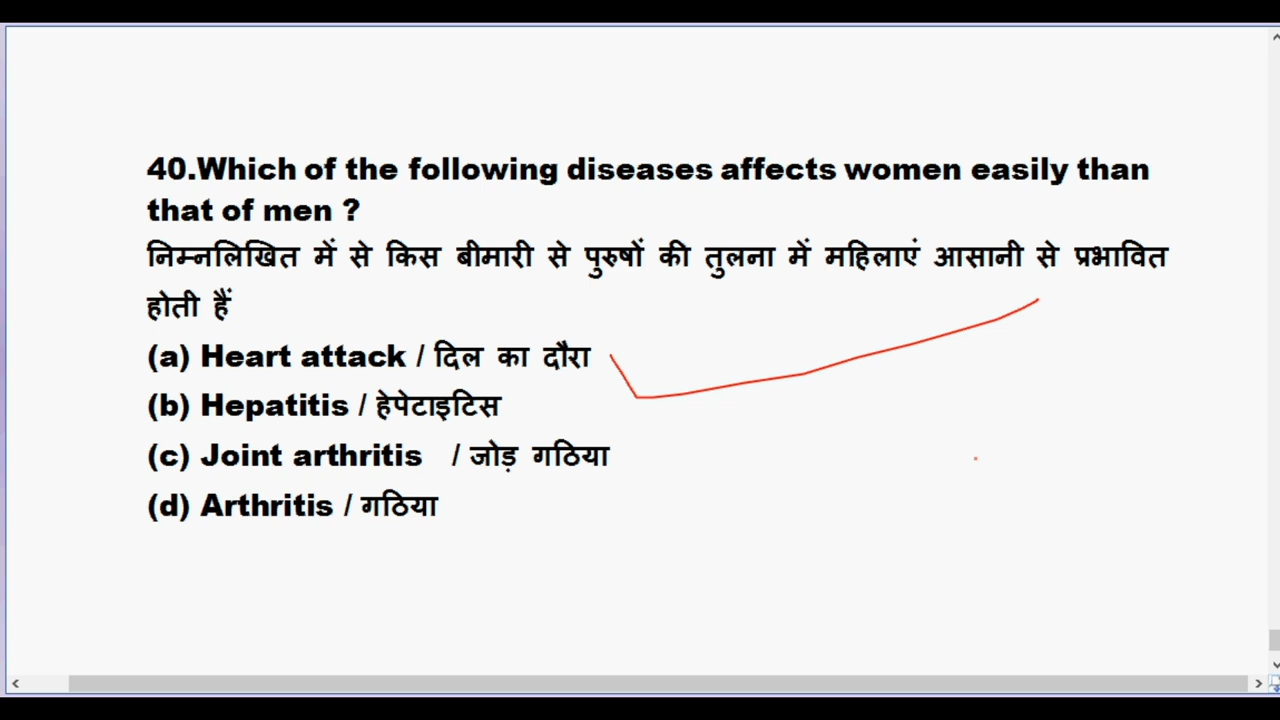 40.Which of the following diseases affects women easily than
that of men ?
निम्नलिखित में से किस बीमारी से पुरुषों की तुलना में महिलाएं आसानी से प्रभावित
होती हैं
(a) Heart attack / दिल का दौरा
(b) Hepatitis / हेपेटाइटिस
(c) Joint arthritis / जोड़ गठिया
(d) Arthritis / गठिया